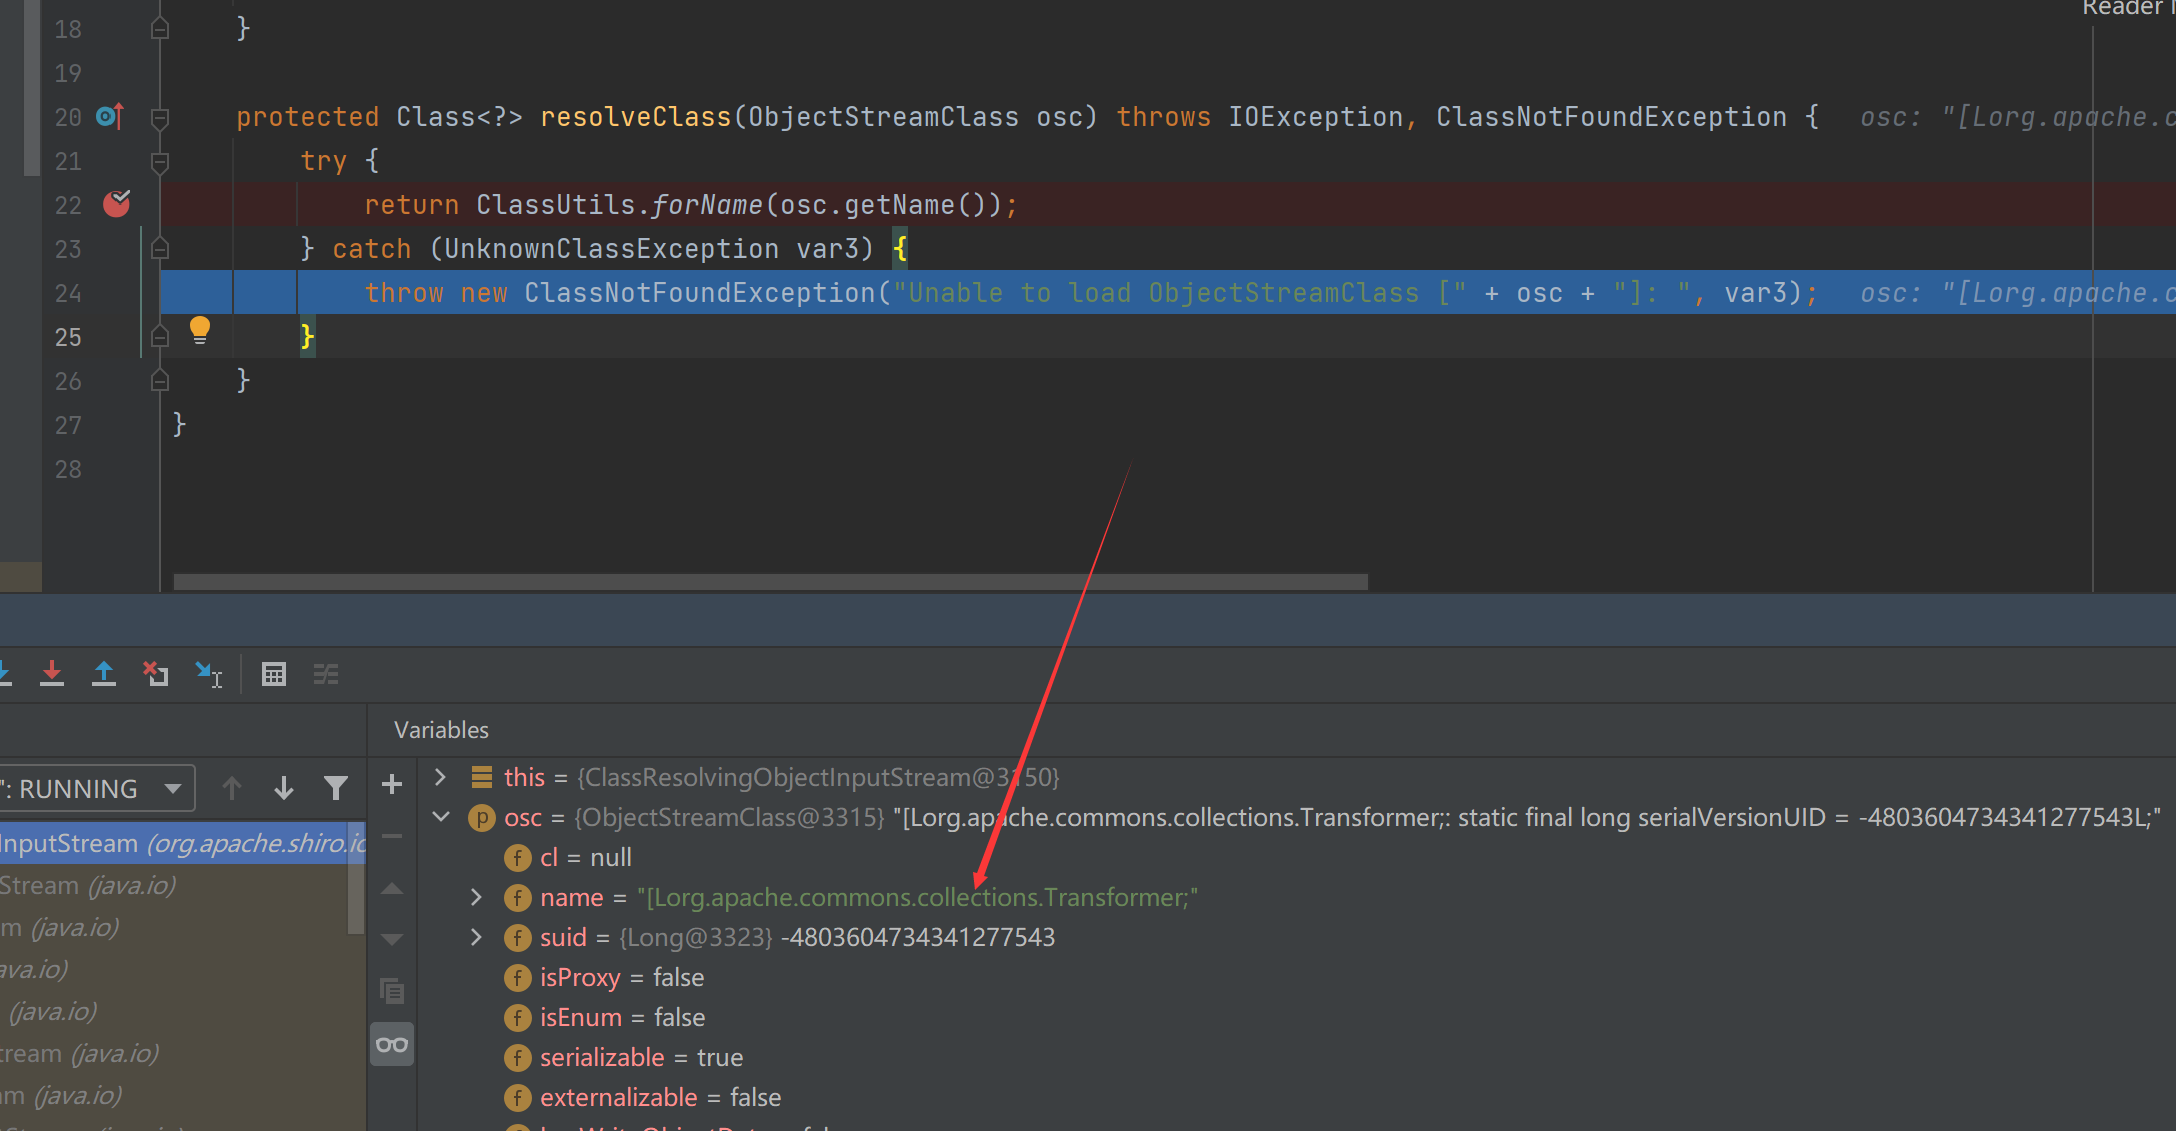 Reader
18 }
19
20 protected Class<?> resolveClass(ObjectStreamClass osc) throws IOException, ClassNotFoundException { osc: "[Lorg.apache.c
21 try {
22 return ClassUtils.forName(osc.getName());
23 } catch (UnknownClassException var3) {
24 throw new ClassNotFoundException("Unable to load ObjectStreamClass [" + osc + "]: ", var3); osc: "[Lorg.apache.c
25 }
26 }
27 }
28
Variables
": RUNNING
this = {ClassResolvingObjectInputStream@3150}
osc = {ObjectStreamClass@3315} "[Lorg.apache.commons.collections.Transformer;: static final long serialVersionUID = -4803604734341277543L;"
InputStream (org.apache.shiro.io
cl = null
Stream (java.io)
name = "[Lorg.apache.commons.collections.Transformer;"
m (java.io)
suid = {Long@3323} -4803604734341277543
ava.io)
isProxy = false
(java.io)
isEnum = false
tream (java.io)
serializable = true
am (java.io)
externalizable = false